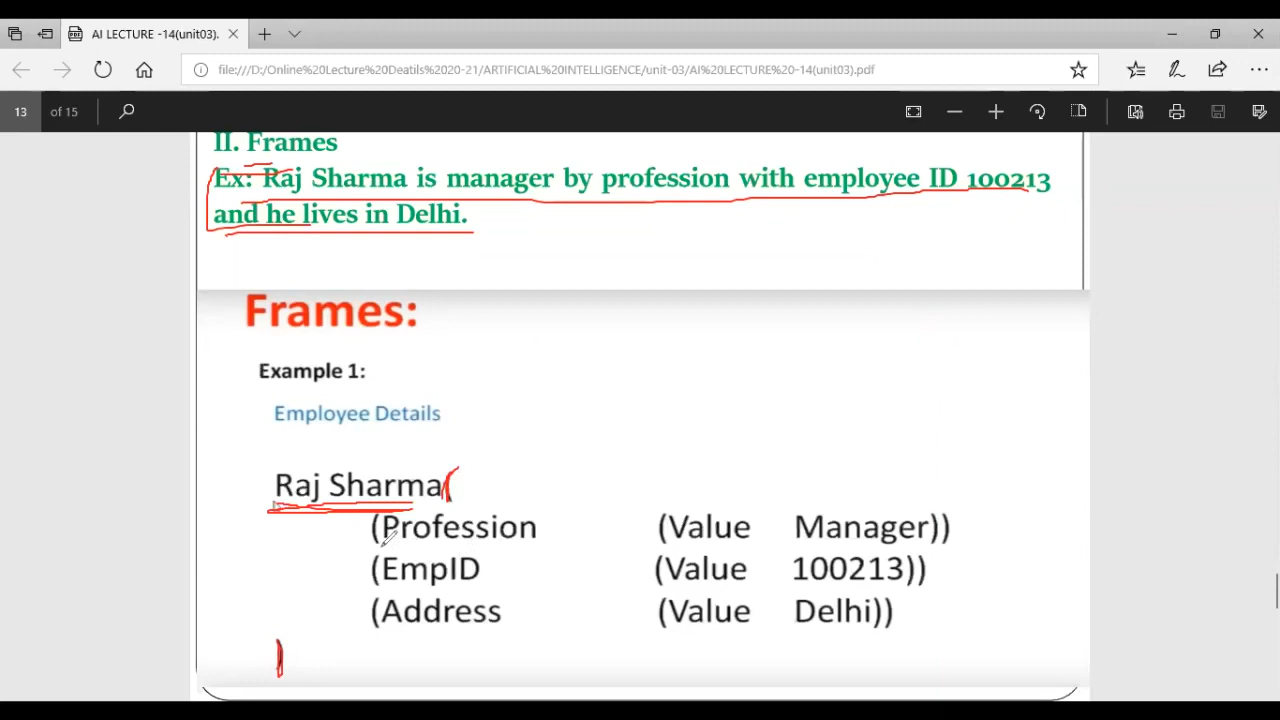 AI LECTURE -14(unit03).
file:///D:/Online%20Lecture%20Deatils%2020-21/ARTIFICIAL%20INTELLIGENCE/unit-03/AI%20LECTURE%20-14(unit03).pdf
13 of 15
II. Frames
Ex: Raj Sharma is manager by profession with employee ID 100213
and he lives in Delhi.
Frames:
Example 1:
Employee Details
Raj Sharma(
(Profession (Value Manager))
(EmpID (Value 100213))
(Address (Value Delhi))
)